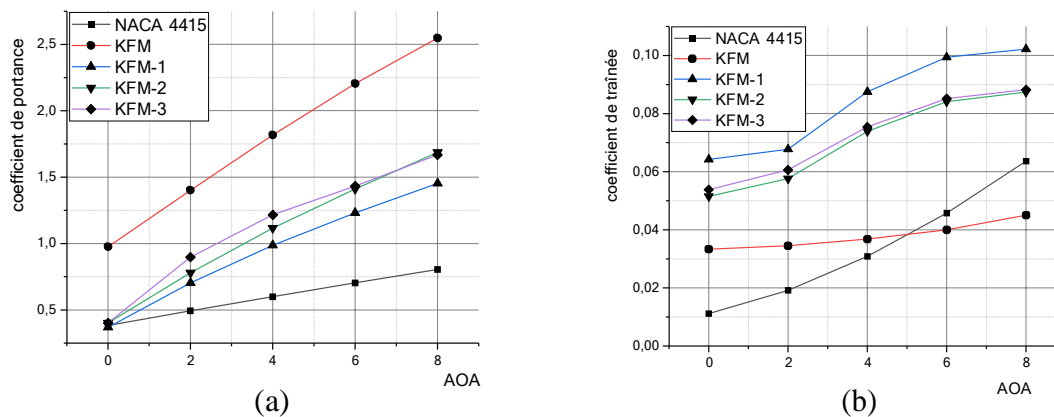 NACA 4415
KFM
KFM-1
KFM-2
KFM-3
coefficient de portance
2,5
2,0
1,5
1,0
0,5
0 2 4 6 8
AOA
(a)
NACA 4415
KFM
KFM-1
KFM-2
KFM-3
coefficient de traînée
0,10
0,08
0,06
0,04
0,02
0,00
0 2 4 6 8
AOA
(b)